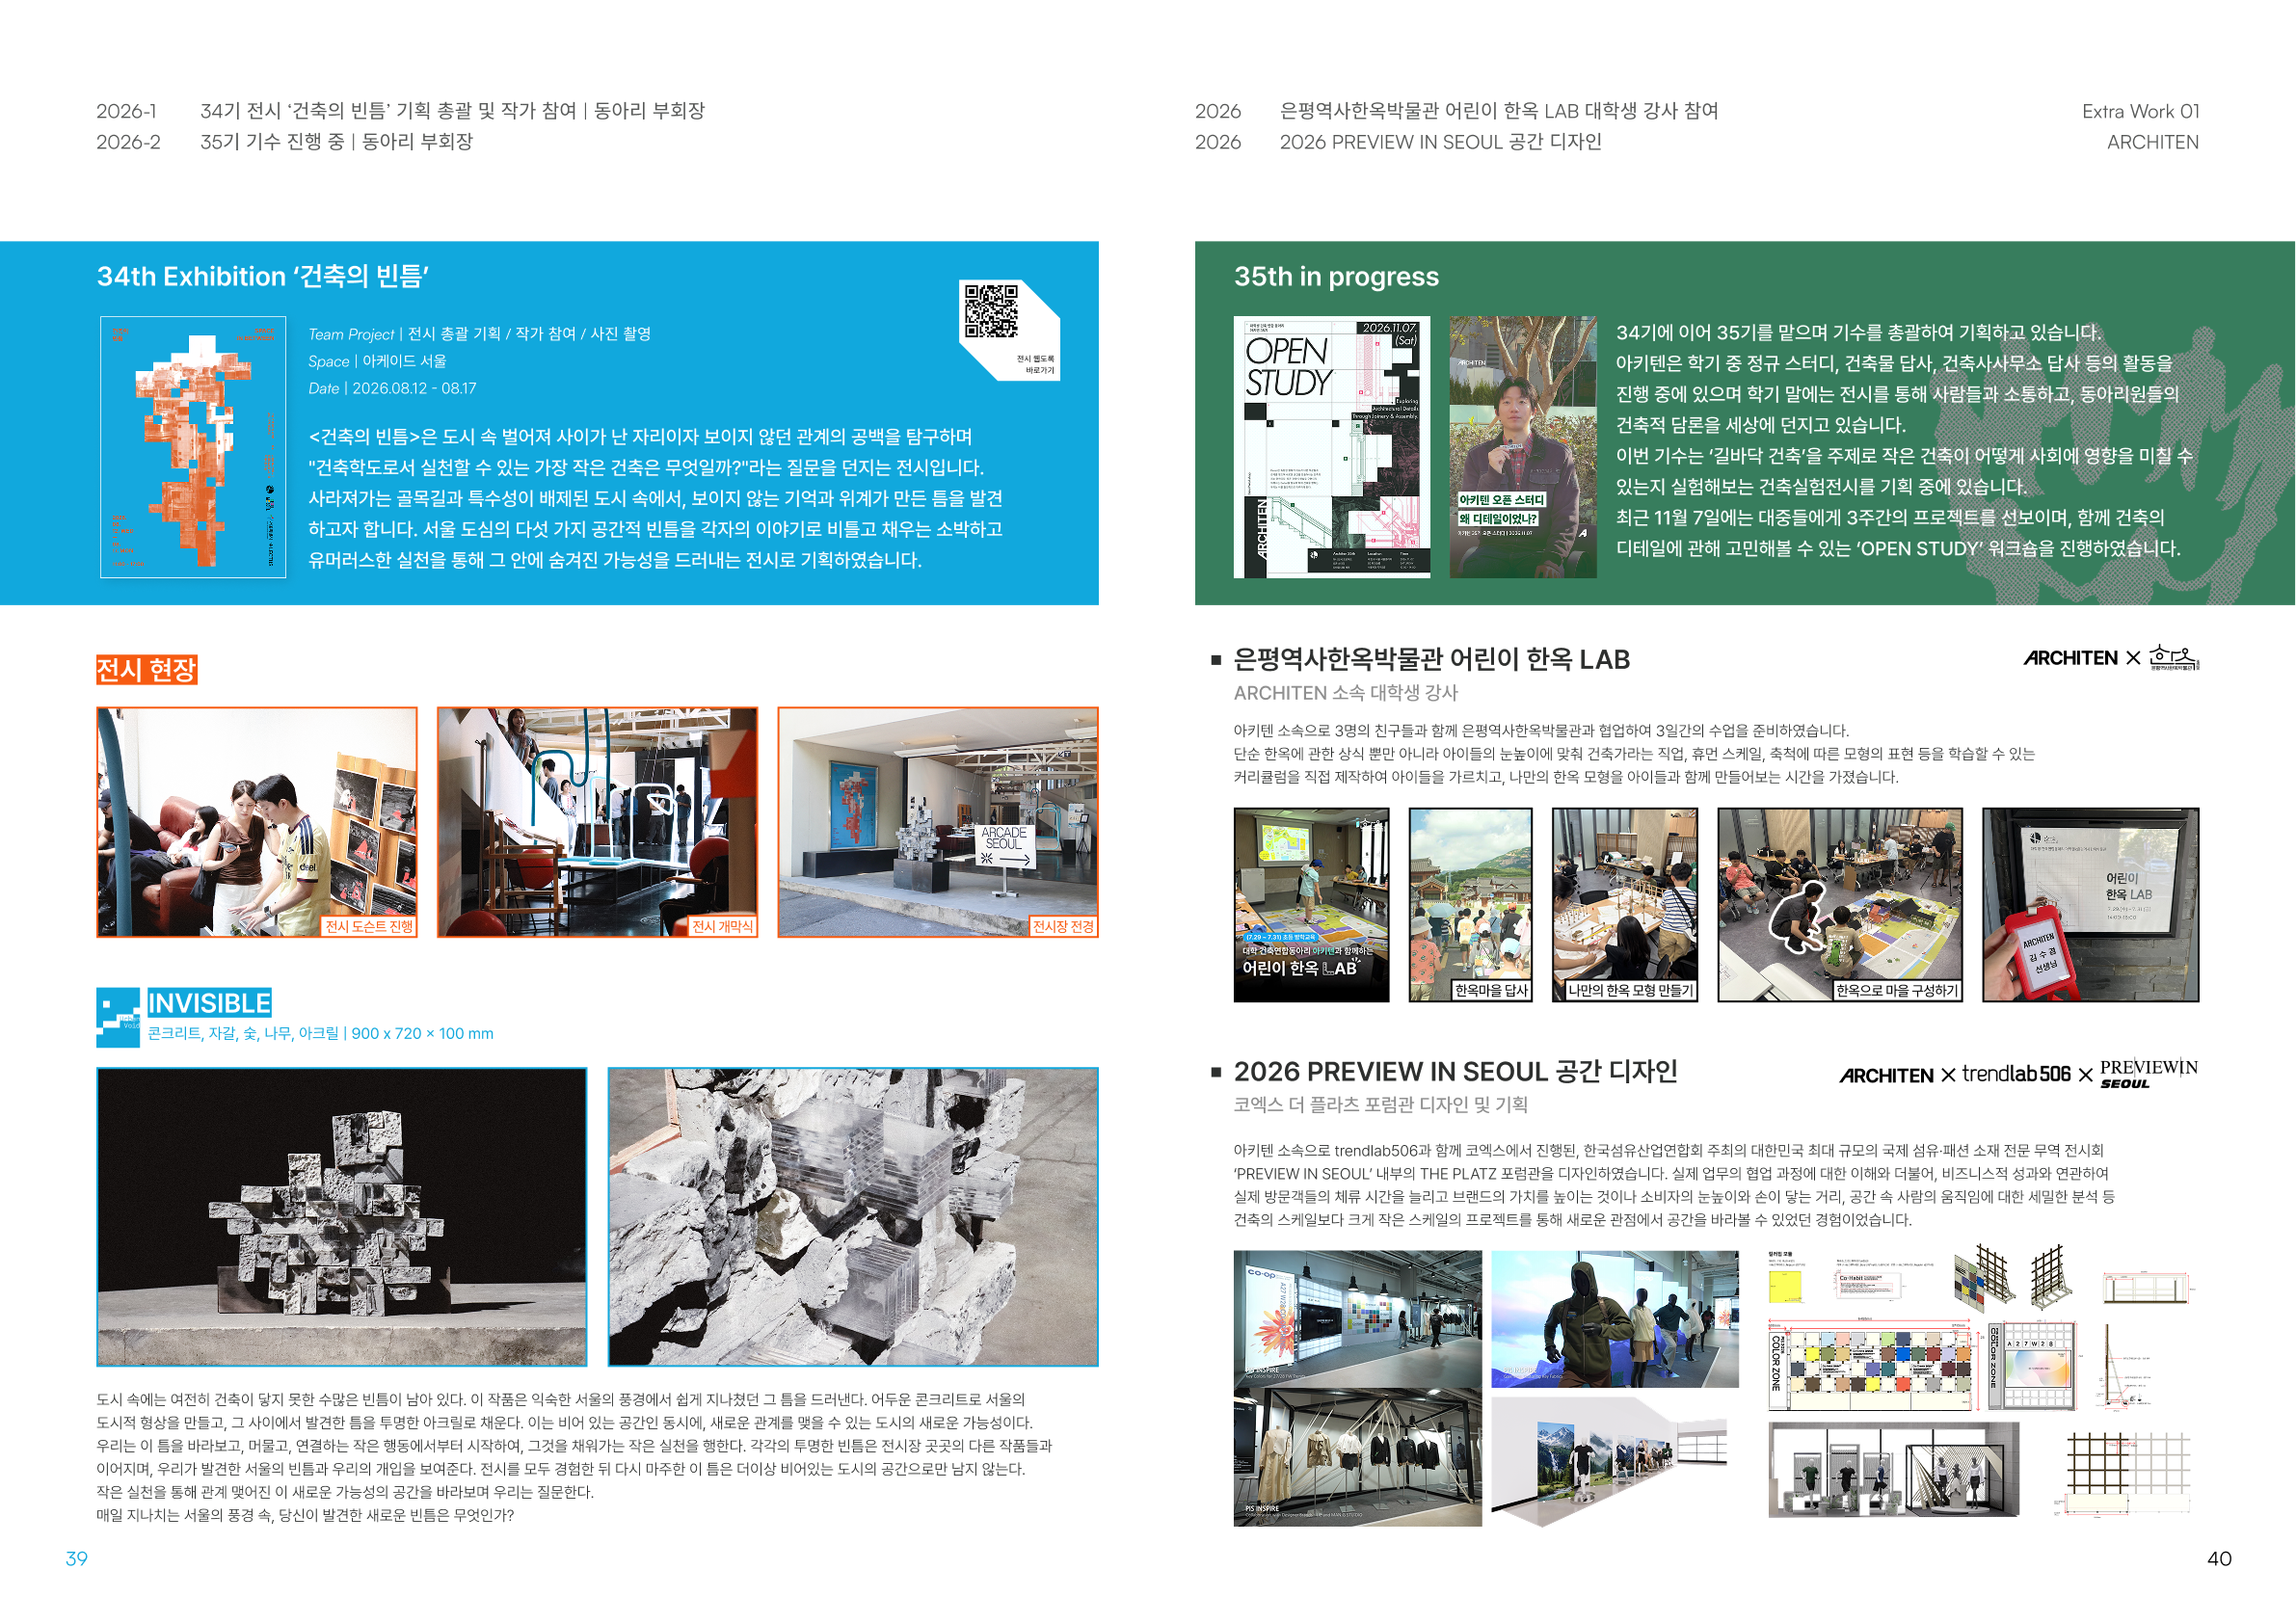 2026-1 34기 전시 ‘건축의 빈틈’ 기획 총괄 및 작가 참여 | 동아리 부회장
2026-2 35기 기수 진행 중 | 동아리 부회장
34th Exhibition ‘건축의 빈틈’
Team Project | 전시 총괄 기획 / 작가 참여 / 사진 촬영
Space | 아케이드 서울
Date | 2026.08.12 - 08.17
전시 웹도록
바로가기
<건축의 빈틈>은 도시 속 벌어져 사이가 난 자리이자 보이지 않던 관계의 공백을 탐구하며
"건축학도로서 실천할 수 있는 가장 작은 건축은 무엇일까?"라는 질문을 던지는 전시입니다.
사라져가는 골목길과 특수성이 배제된 도시 속에서, 보이지 않는 기억과 위계가 만든 틈을 발견
하고자 합니다. 서울 도심의 다섯 가지 공간적 빈틈을 각자의 이야기로 비틀고 채우는 소박하고
유머러스한 실천을 통해 그 안에 숨겨진 가능성을 드러내는 전시로 기획하였습니다.
전시 현장
전시 도슨트 진행
전시 개막식
ARCADE
SEOUL
전시장 전경
INVISIBLE
콘크리트, 자갈, 숯, 나무, 아크릴 | 900 x 720 × 100 mm
도시 속에는 여전히 건축이 닿지 못한 수많은 빈틈이 남아 있다. 이 작품은 익숙한 서울의 풍경에서 쉽게 지나쳤던 그 틈을 드러낸다. 어두운 콘크리트로 서울의
도시적 형상을 만들고, 그 사이에서 발견한 틈을 투명한 아크릴로 채운다. 이는 비어 있는 공간인 동시에, 새로운 관계를 맺을 수 있는 도시의 새로운 가능성이다.
우리는 이 틈을 바라보고, 머물고, 연결하는 작은 행동에서부터 시작하여, 그것을 채워가는 작은 실천을 행한다. 각각의 투명한 빈틈은 전시장 곳곳의 다른 작품들과
이어지며, 우리가 발견한 서울의 빈틈과 우리의 개입을 보여준다. 전시를 모두 경험한 뒤 다시 마주한 이 틈은 더이상 비어있는 도시의 공간으로만 남지 않는다.
작은 실천을 통해 관계 맺어진 이 새로운 가능성의 공간을 바라보며 우리는 질문한다.
매일 지나치는 서울의 풍경 속, 당신이 발견한 새로운 빈틈은 무엇인가?
39
2026 은평역사한옥박물관 어린이 한옥 LAB 대학생 강사 참여
2026 2026 PREVIEW IN SEOUL 공간 디자인
Extra Work 01
ARCHITEN
35th in progress
2026.11.07.
(Sat)
OPEN
STUDY
Exploring
Architectural Details
Through Joinery & Assembly
ARCHITEN
ARCHITEN
아키텐 오픈 스터디
왜 디테일이었나?
34기에 이어 35기를 맡으며 기수를 총괄하여 기획하고 있습니다.
아키텐은 학기 중 정규 스터디, 건축물 답사, 건축사사무소 답사 등의 활동을
진행 중에 있으며 학기 말에는 전시를 통해 사람들과 소통하고, 동아리원들의
건축적 담론을 세상에 던지고 있습니다.
이번 기수는 ‘길바닥 건축’을 주제로 작은 건축이 어떻게 사회에 영향을 미칠 수
있는지 실험해보는 건축실험전시를 기획 중에 있습니다.
최근 11월 7일에는 대중들에게 3주간의 프로젝트를 선보이며, 함께 건축의
디테일에 관해 고민해볼 수 있는 ‘OPEN STUDY’ 워크숍을 진행하였습니다.
은평역사한옥박물관 어린이 한옥 LAB
ARCHITEN 소속 대학생 강사
ARCHITEN ×
아키텐 소속으로 3명의 친구들과 함께 은평역사한옥박물관과 협업하여 3일간의 수업을 준비하였습니다.
단순 한옥에 관한 상식 뿐만 아니라 아이들의 눈높이에 맞춰 건축가라는 직업, 휴먼 스케일, 축척에 따른 모형의 표현 등을 학습할 수 있는
커리큘럼을 직접 제작하여 아이들을 가르치고, 나만의 한옥 모형을 아이들과 함께 만들어보는 시간을 가졌습니다.
(7.29 ~ 7.31) 초등 방학교육
대학 건축연합동아리 아키텐과 함께하는
어린이 한옥 LAB
한옥마을 답사
나만의 한옥 모형 만들기
한옥으로 마을 구성하기
어린이
한옥 LAB
ARCHITEN
김수겸
선생님
2026 PREVIEW IN SEOUL 공간 디자인
코엑스 더 플라츠 포럼관 디자인 및 기획
ARCHITEN × trendlab506 × PREVIEW IN SEOUL
아키텐 소속으로 trendlab506과 함께 코엑스에서 진행된, 한국섬유산업연합회 주최의 대한민국 최대 규모의 국제 섬유·패션 소재 전문 무역 전시회
‘PREVIEW IN SEOUL’ 내부의 THE PLATZ 포럼관을 디자인하였습니다. 실제 업무의 협업 과정에 대한 이해와 더불어, 비즈니스적 성과와 연관하여
실제 방문객들의 체류 시간을 늘리고 브랜드의 가치를 높이는 것이나 소비자의 눈높이와 손이 닿는 거리, 공간 속 사람의 움직임에 대한 세밀한 분석 등
건축의 스케일보다 크게 작은 스케일의 프로젝트를 통해 새로운 관점에서 공간을 바라볼 수 있었던 경험이었습니다.
co-op
PIS INSPIRE
PIS INSPIRE
Co-Habit
COLOR ZONE
COLOR ZONE
A 2 7 W 2 8
40